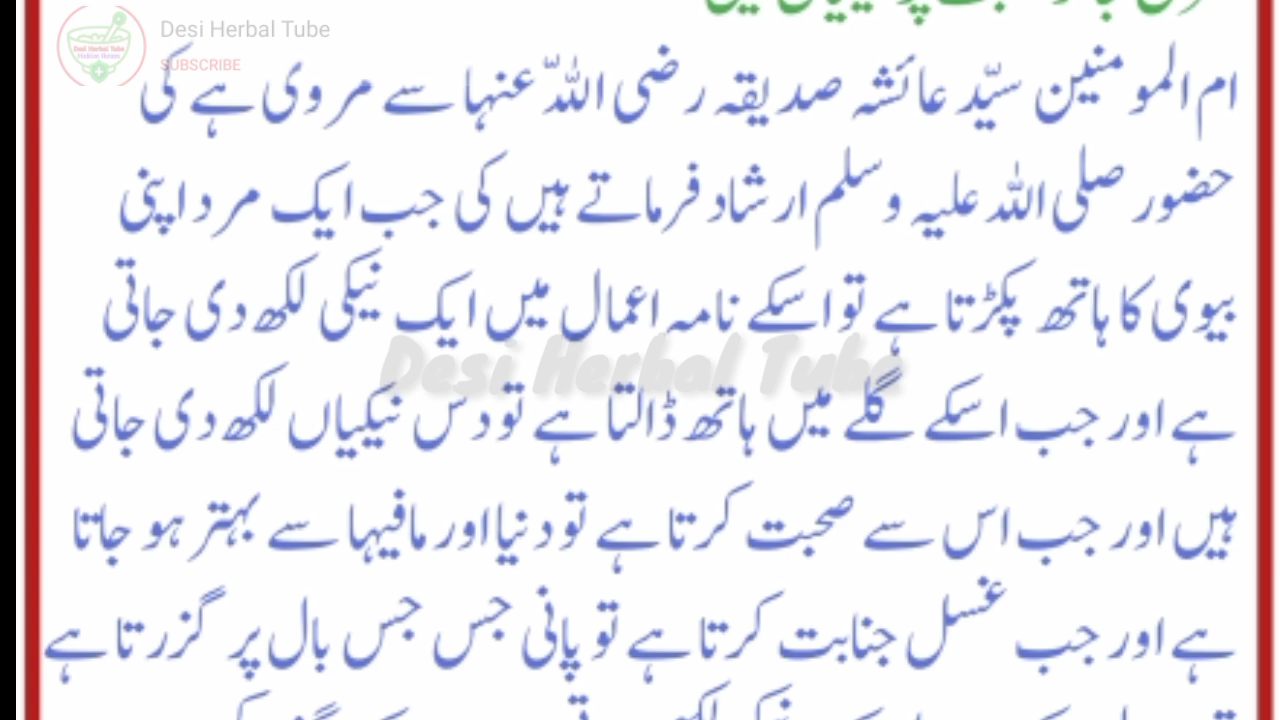 Desi Herbal Tube
SUBSCRIBE
ام المومنین سیّد عائشہ صدیقہ رضی اللہّ عنہا سے مروی ہے کی
حضور صلی اللہ علیہ وسلم ارشاد فرماتے ہیں کی جب ایک مرد اپنی
بیوی کا ہاتھ پکڑتا ہے تو اسکے نامہ اعمال میں ایک نیکی لکھ دی جاتی
Desi Herbal Tube
ہے اور جب اسکے گلے میں ہاتھ ڈالتا ہے تو دس نیکیاں لکھ دی جاتی
ہیں اور جب اس سے صحبت کرتا ہے تو دنیا اور مافیہا سے بہتر ہو جاتا
ہے اور جب غسل جنابت کرتا ہے تو پانی جس جس بال پر گزرتا ہے